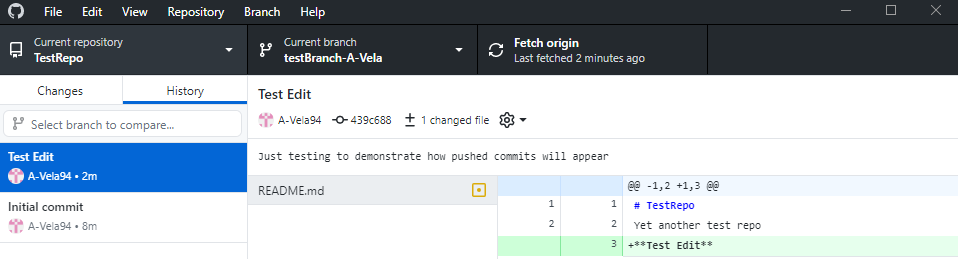 File Edit View Repository Branch Help
Current repository
TestRepo
Current branch
testBranch-A-Vela
Fetch origin
Last fetched 2 minutes ago
Changes History
Select branch to compare...
Test Edit
A-Vela94 • 2m
Initial commit
A-Vela94 • 8m
Test Edit
A-Vela94 439c688 1 changed file
Just testing to demonstrate how pushed commits will appear
README.md
@@ -1,2 +1,3 @@
1 1 # TestRepo
2 2 Yet another test repo
3 +**Test Edit**